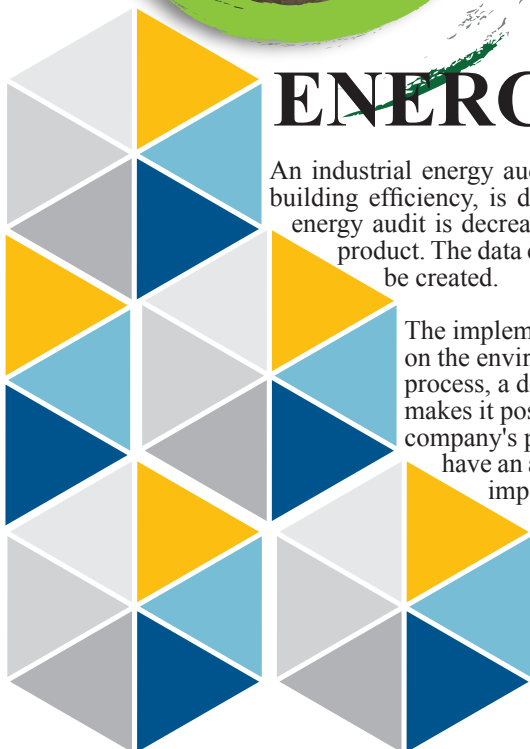 ENERG
An industrial energy au
building efficiency, is d
energy audit is decrea
product. The data
be created.
The implem
on the envir
process, a d
makes it pos
company's p
have an a
imp